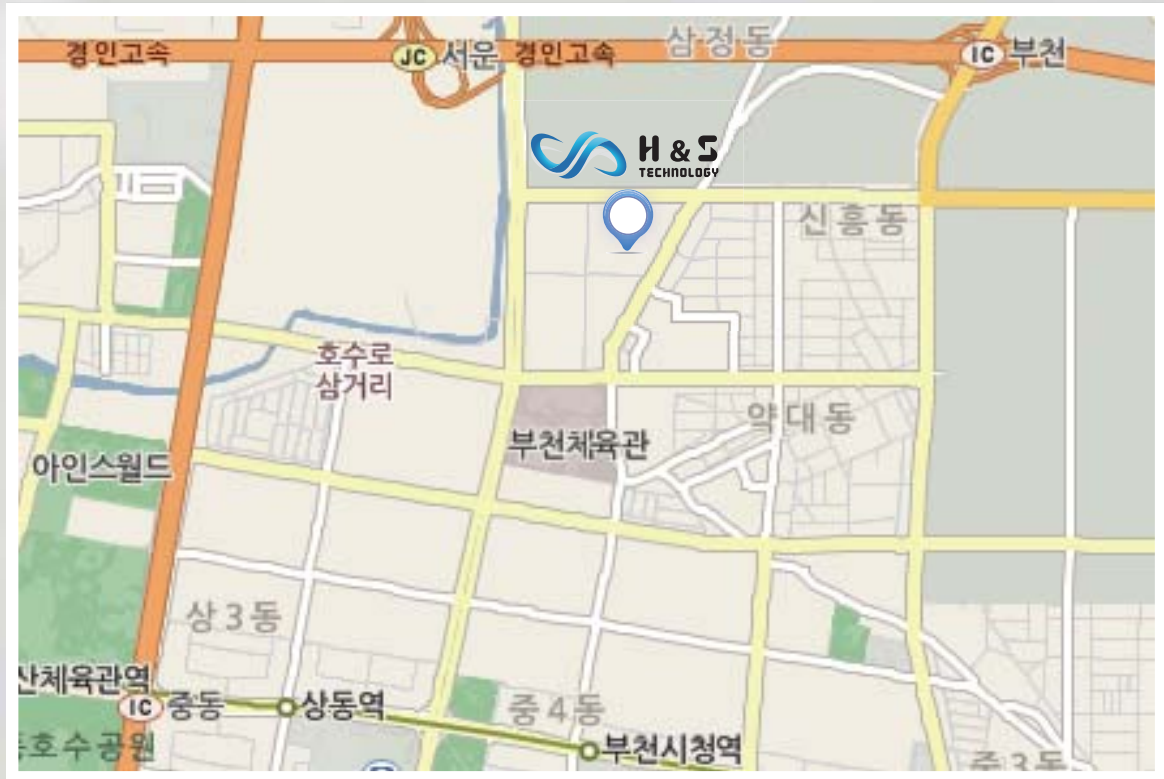 경인고속
JC 서운
경인고속
삼정동
IC 부천
H & S
TECHNOLOGY
신흥동
호수로
삼거리
약대동
부천체육관
아인스월드
상3동
산체육관역
IC 중동
상동역
중4동
부천시청역
호수공원
중3동